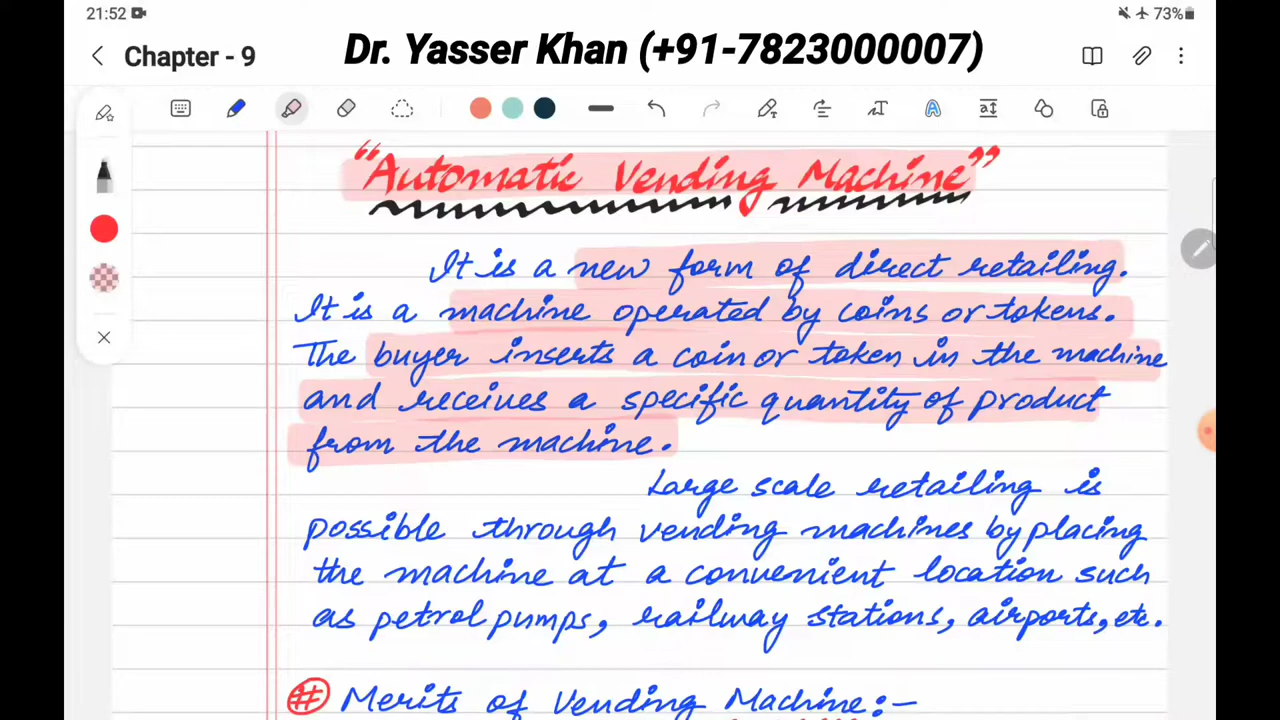 21:52
73%
Chapter - 9
Dr. Yasser Khan (+91-7823000007)
"Automatic Vending Machine"
It is a new form of direct retailing.
It is a machine operated by coins or tokens.
The buyer inserts a coin or token in the machine
and receives a specific quantity of product
from the machine.
Large scale retailing is
possible through vending machines by placing
the machine at a convenient location such
as petrol pumps, railway stations, airports, etc.
# Merits of Vending Machine:-